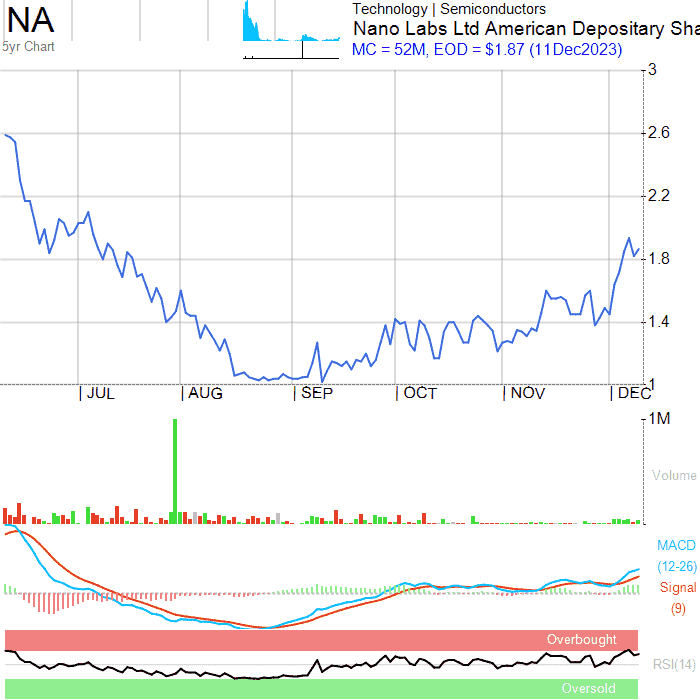 NA
5yr Chart
Technology | Semiconductors
Nano Labs Ltd American Depositary Sha
MC = 52M, EOD = $1.87 (11Dec2023)
3
2.6
2.2
1.8
1.4
1
| JUL | AUG | SEP | OCT | NOV | DEC
1M
Volume
MACD
(12-26)
Signal
(9)
Overbought
RSI(14)
Oversold